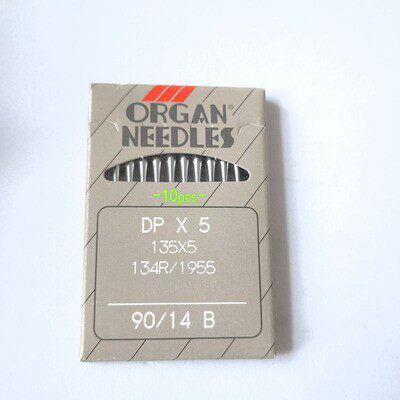 ORGAN®
NEEDLES
-10pcs-
DP X 5
135X5
134R/1955
90/14 B